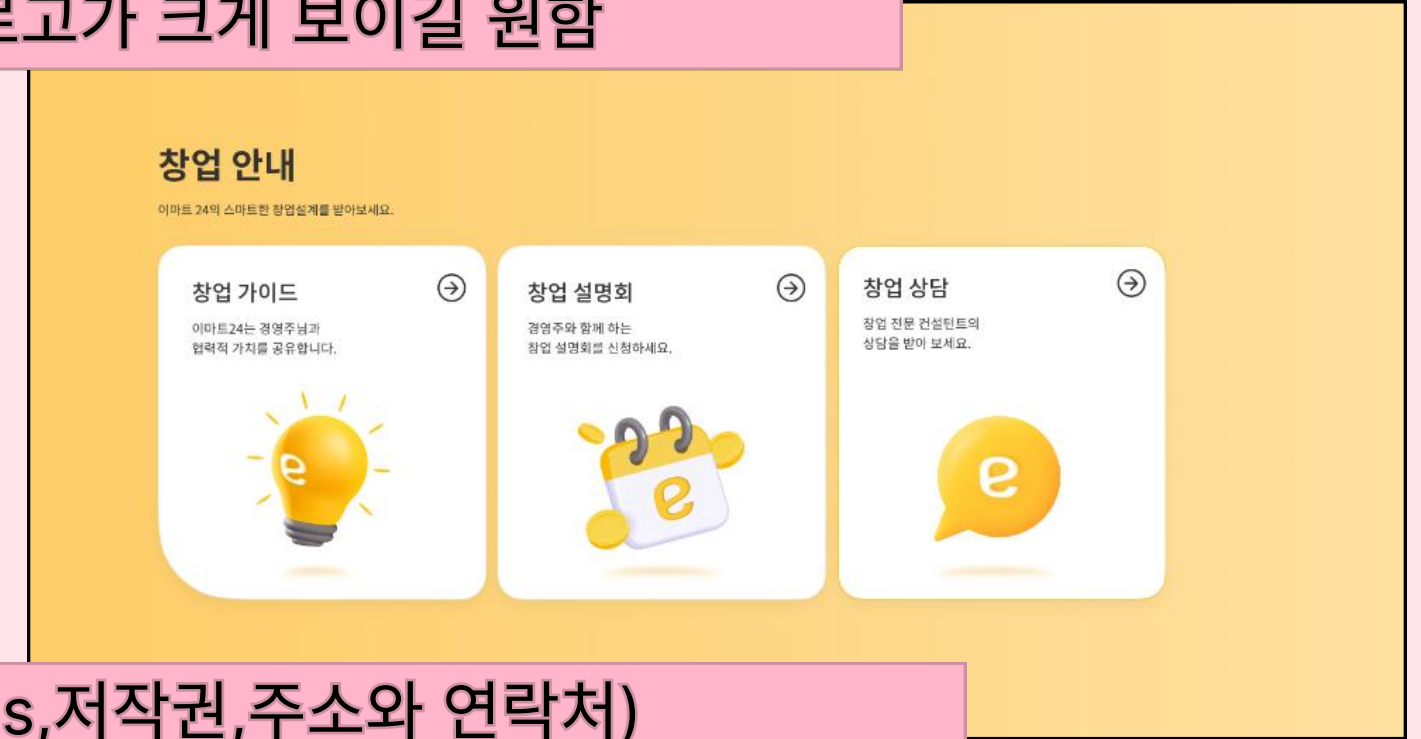 로고가 크게 보이길 원함
창업 안내
이마트 24의 스마트한 창업설계를 받아보세요.
창업 가이드
이마트24는 경영주님과
협력적 가치를 공유합니다.
창업 설명회
경영주와 함께 하는
창업 설명회를 신청하세요.
창업 상담
창업 전문 컨설턴트의
상담을 받아 보세요.
e
e
e
s,저작권,주소와 연락처)